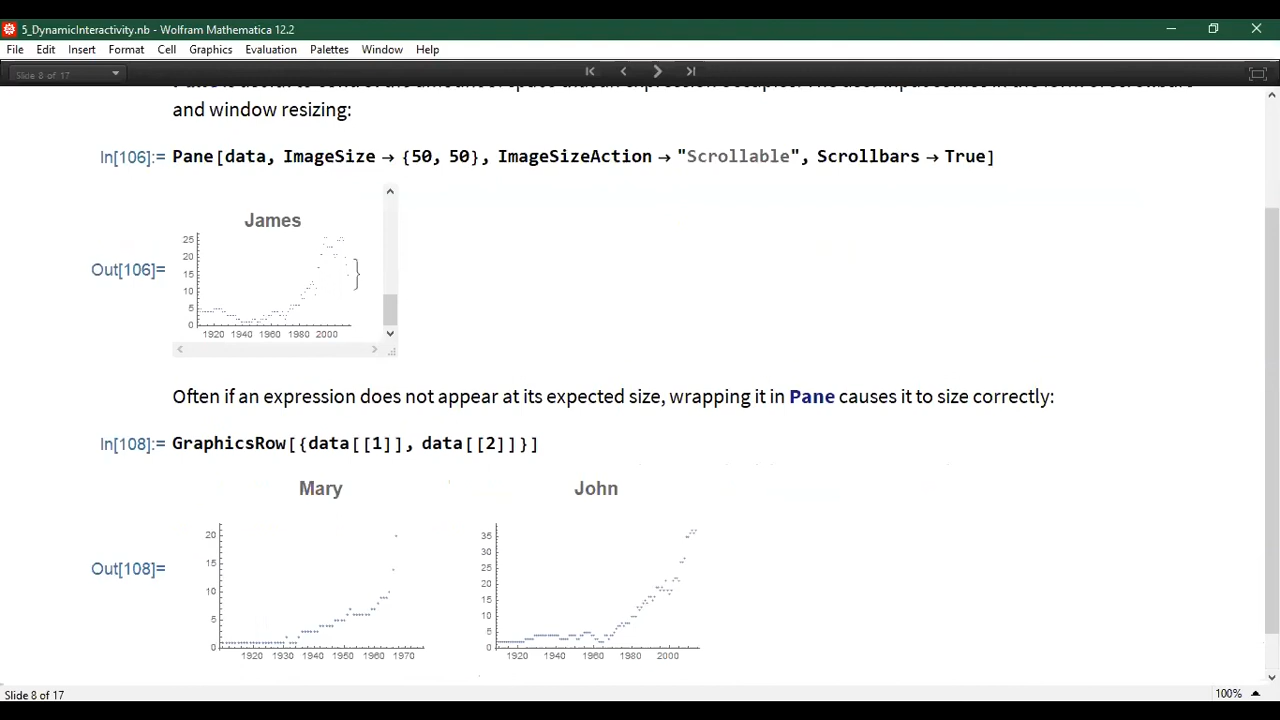 5_DynamicInteractivity.nb - Wolfram Mathematica 12.2
File Edit Insert Format Cell Graphics Evaluation Palettes Window Help
Slide 8 of 17
and window resizing:
In[106]:= Pane[data, ImageSize → {50, 50}, ImageSizeAction → "Scrollable", Scrollbars → True]
James
25
20
15
10
5
0
1920 1940 1960 1980 2000
}
Out[106]=
Often if an expression does not appear at its expected size, wrapping it in Pane causes it to size correctly:
In[108]:= GraphicsRow[{data[[1]], data[[2]]}]
Mary
20
15
10
5
0
1920 1930 1940 1950 1960 1970
John
35
30
25
20
15
10
5
0
1920 1940 1960 1980 2000
Out[108]=
Slide 8 of 17
100%